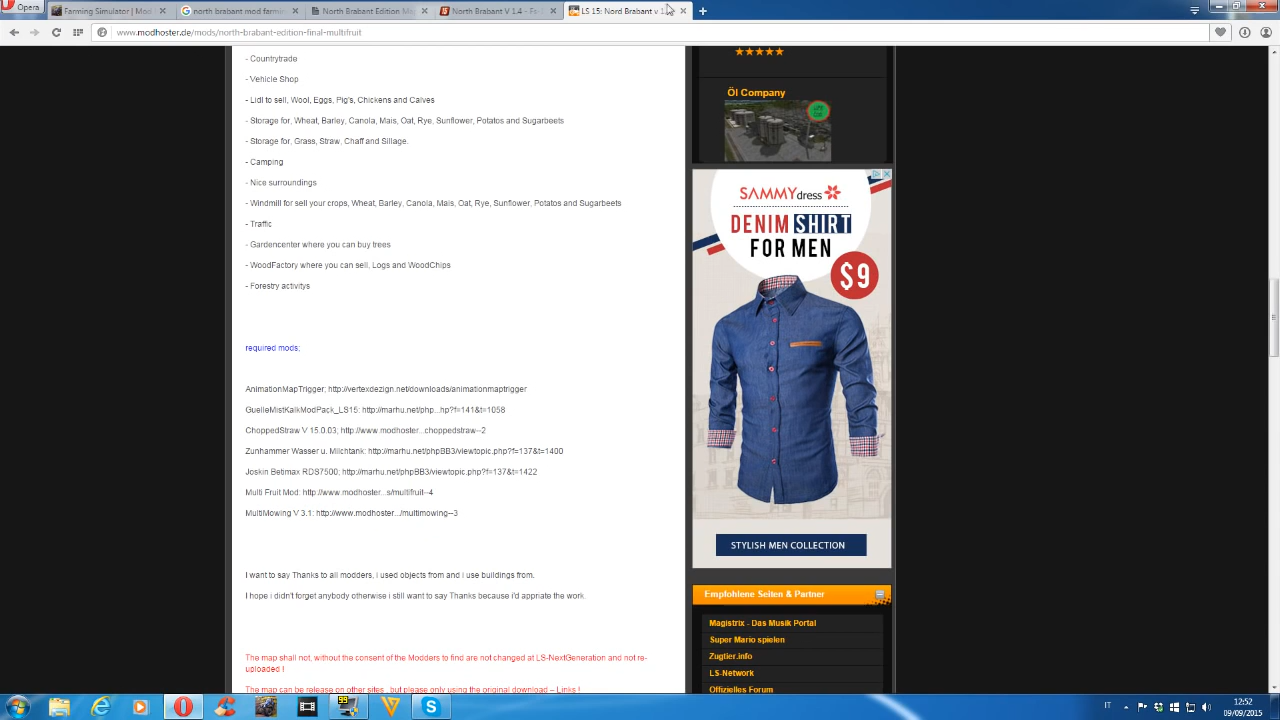 Opera
Farming Simulator | Mod
north brabant mod farmin
North Brabant Edition Mu
North Brabant V 1.4 - FS
LS 15: Nord Brabant v 1
www.modhoster.de/mods/north-brabant-edition-final-multifruit
- Countrytrade
- Vehicle Shop
- Lidl to sell, Wool, Eggs, Pig's, Chickens and Calves
- Storage for, Wheat, Barley, Canola, Mais, Oat, Rye, Sunflower, Potatos and Sugarbeets
- Storage for, Grass, Straw, Chaff and Sillage.
- Camping
- Nice surroundings
- Windmill for sell your crops, Wheat, Barley, Canola, Mais, Oat, Rye, Sunflower, Potatos and Sugarbeets
- Traffic
- Gardencenter where you can buy trees
- WoodFactory where you can sell, Logs and WoodChips
- Forestry activitys
required mods;
AnimationMapTrigger; http://vertexdezign.net/downloads/animationmaptrigger
GuelleMistKalkModPack_LS15: http://marhu.net/php...hp?f=141&t=1058
ChoppedStraw V 15.0.03; http://www.modhoster...choppedstraw--2
Zunhammer Wasser u. Milchtank: http://marhu.net/phpBB3/viewtopic.php?f=137&t=1400
Joskin Betimax RDS7500; http://marhu.net/phpBB3/viewtopic.php?f=137&t=1422
Multi Fruit Mod: http://www.modhoster...s/multifruit--4
MultiMowing V 3.1: http://www.modhoster.../multimowing--3
I want to say Thanks to all modders, i used objects from and i use buildings from.
I hope i didn't forget anybody otherwise i still want to say Thanks because i'd appriate the work.
The map shall not, without the consent of the Modders to find are not changed at LS-NextGeneration and not re-
uploaded !
The map can be release on other sites , but please only using the original download – Links !
Öl Company
SAMMYdress
DENIM SHIRT
FOR MEN
$9
STYLISH MEN COLLECTION
Empfohlene Seiten & Partner
Magistrix - Das Musik Portal
Super Mario spielen
Zugtier.info
LS-Network
Offizielles Forum
99
IT
12:52
09/09/2015